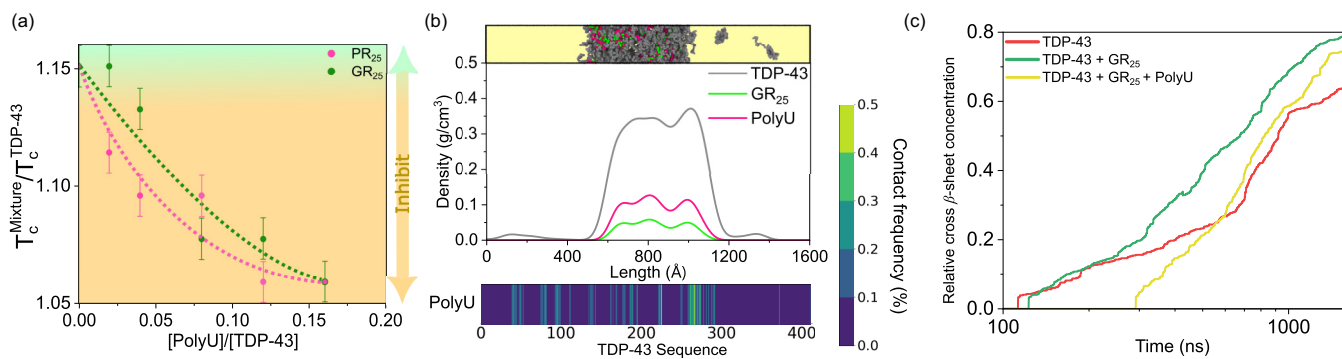 (a)
PR₂₅
GR₂₅
1.15
1.10
1.05
T_c^Mixture/T_c^TDP-43
0.00 0.05 0.10 0.15 0.20
[PolyU]/[TDP-43]
Inhibit
(b)
TDP-43
GR₂₅
PolyU
0.5
0.4
0.3
0.2
0.1
0.0
Density (g/cm³)
0 400 800 1200 1600
Length (Å)
PolyU
0 100 200 300 400
TDP-43 Sequence
0.5
0.4
0.3
0.2
0.1
0.0
Contact frequency (%)
(c)
TDP-43
TDP-43 + GR₂₅
TDP-43 + GR₂₅ + PolyU
0.8
0.6
0.4
0.2
0.0
Relative cross β-sheet concentration
100 1000
Time (ns)